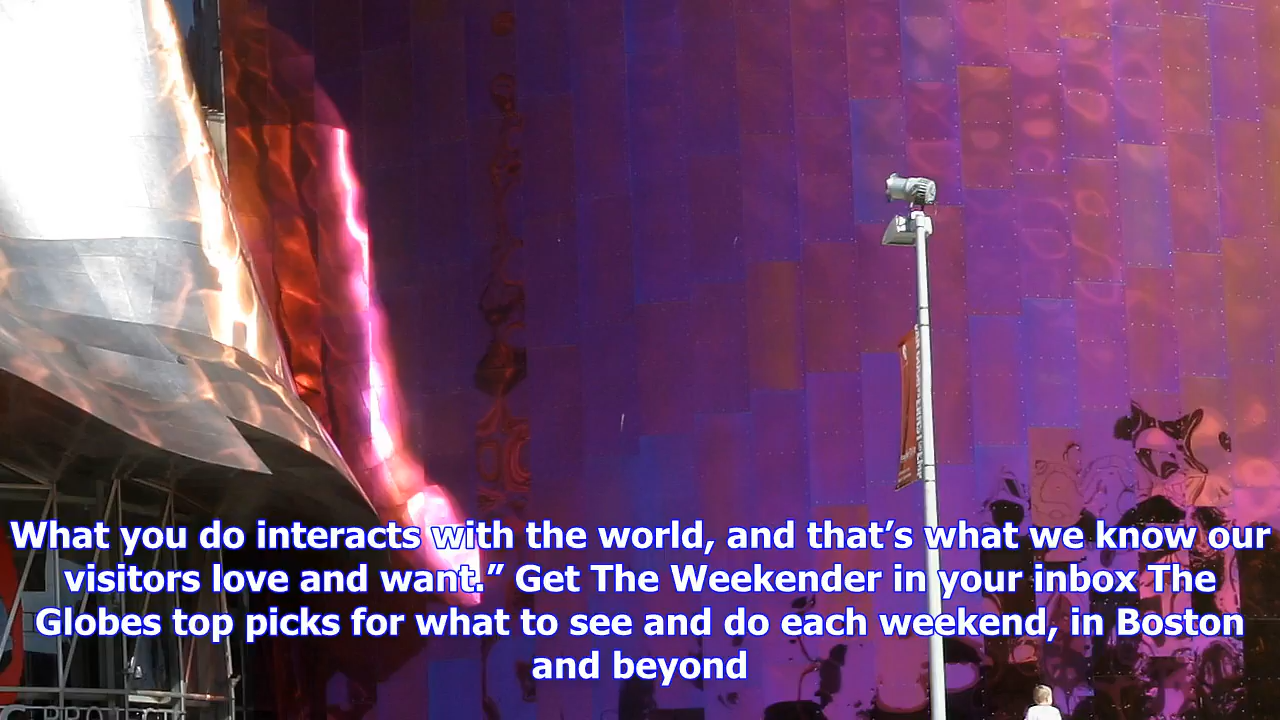 What you do interacts with the world, and that’s what we know our
visitors love and want.” Get The Weekender in your inbox The
Globes top picks for what to see and do each weekend, in Boston
and beyond
PROJECT